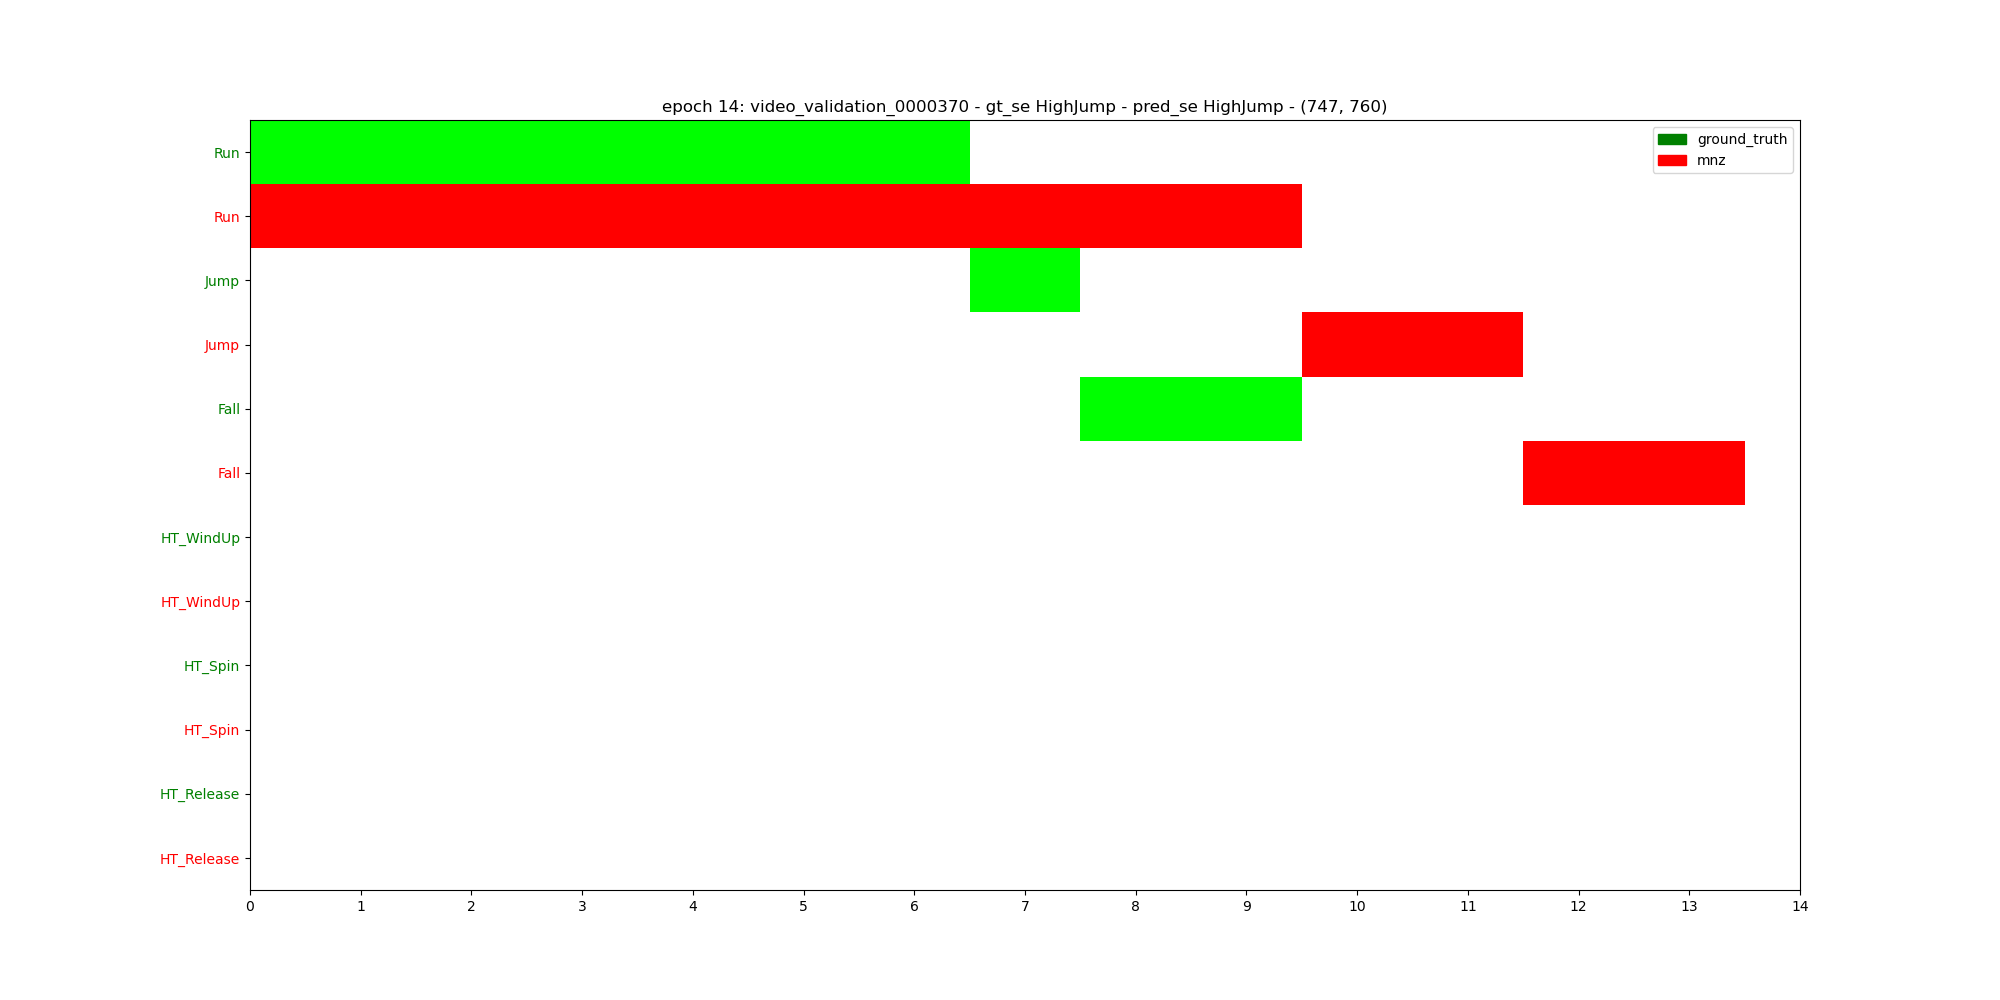 epoch 14: video_validation_0000370 - gt_se HighJump - pred_se HighJump - (747, 760)
ground_truth
mnz
Run
Run
Jump
Jump
Fall
Fall
HT_WindUp
HT_WindUp
HT_Spin
HT_Spin
HT_Release
HT_Release
0 1 2 3 4 5 6 7 8 9 10 11 12 13 14